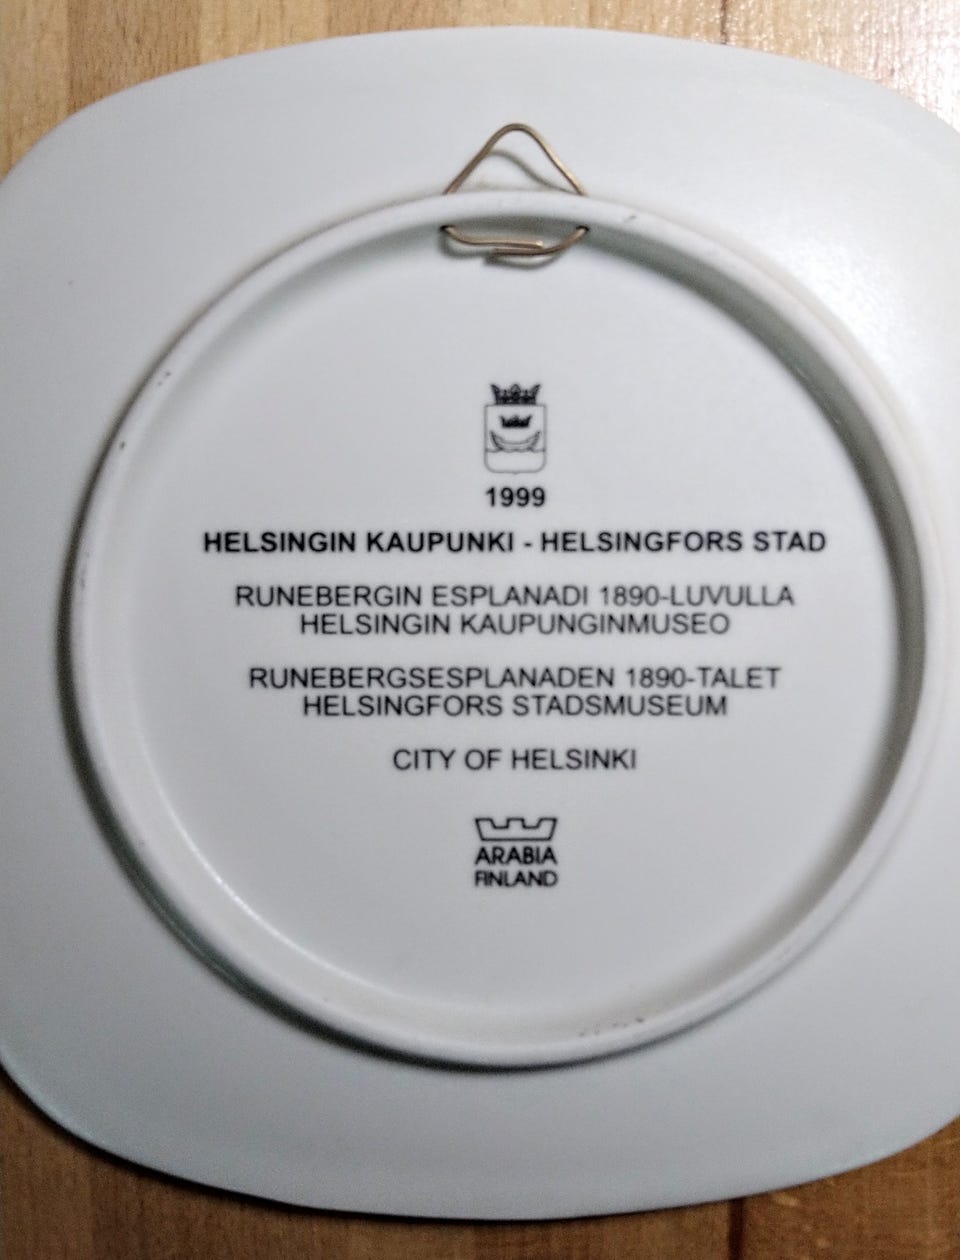 1999
HELSINGIN KAUPUNKI - HELSINGFORS STAD
RUNEBERGIN ESPLANADI 1890-LUVULLA
HELSINGIN KAUPUNGINMUSEO
RUNEBERGSESPLANADEN 1890-TALET
HELSINGFORS STADSMUSEUM
CITY OF HELSINKI
ARABIA
FINLAND